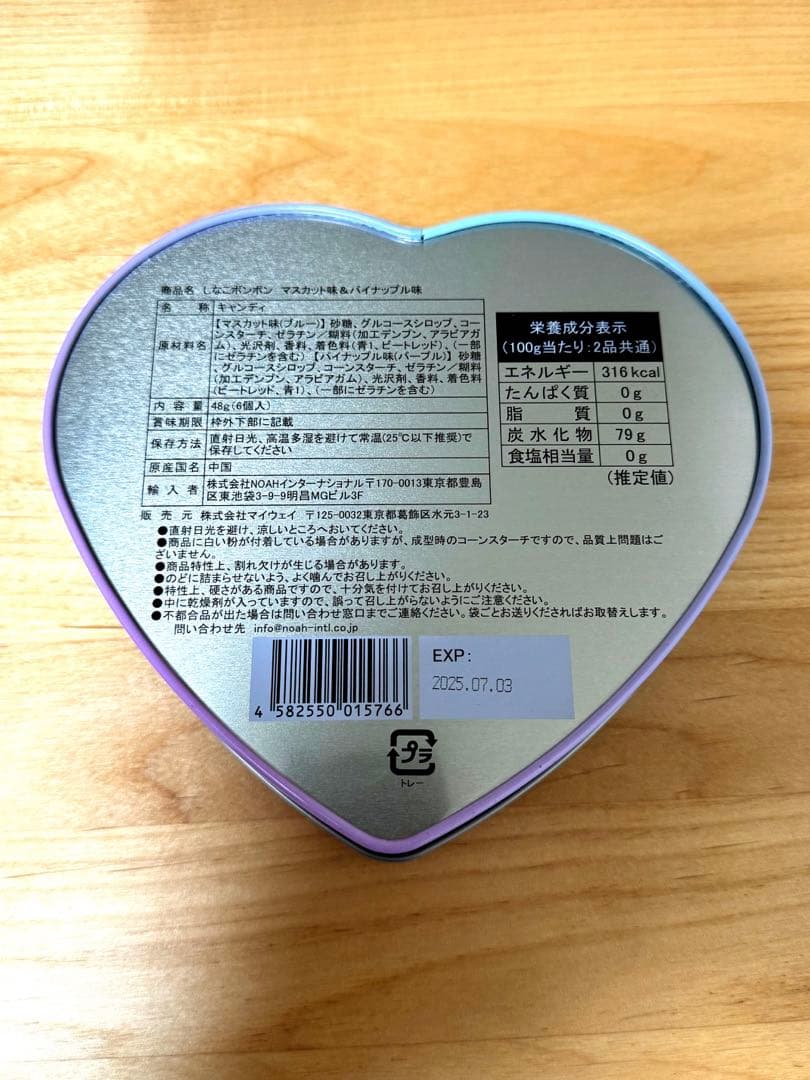 商品名 しなこボンボン マスカット味＆パイナップル味
名 称 キャンディ
原材料名 【マスカット味(ブルー)】砂糖、グルコースシロップ、コー
ンスターチ、ゼラチン／糊料(加工デンプン、アラビアガ
ム)、光沢剤、香料、着色料(青1、ビートレッド)、(一部
にゼラチンを含む)【パイナップル味(パープル)】砂糖
、グルコースシロップ、コーンスターチ、ゼラチン／糊料
(加工デンプン、アラビアガム)、光沢剤、香料、着色料
(ビートレッド、青1)、(一部にゼラチンを含む)
内 容 量 48g(6個入)
賞味期限 枠外下部に記載
保存方法 直射日光、高温多湿を避けて常温(25℃以下推奨)で
保存してください
原産国名 中国
輸 入 者 株式会社NOAHインターナショナル〒170-0013東京都豊島
区東池袋3-9-9明昌MGビル3F
販 売 元 株式会社マイウェイ 〒125-0032東京都葛飾区水元3-1-23
栄養成分表示
(100g当たり:2品共通)
エネルギー 316kcal
たんぱく質 0g
脂 質 0g
炭水化物 79g
食塩相当量 0g
(推定値)
●直射日光を避け、涼しいところへおいてください。
●商品に白い粉が付着している場合がありますが、成型時のコーンスターチですので、品質上問題はご
ざいません。
●商品特性上、割れ欠けが生じる場合があります。
●のどに詰まらせないよう、よく噛んでお召し上がりください。
●特性上、硬さがある商品ですので、十分気を付けてお召し上がりください。
●中に乾燥剤が入っていますので、誤って召し上がらないようにご注意ください。
●不都合品が出た場合は問い合わせ窓口までご連絡ください。袋ごとお送りくださればお取替えします。
問い合わせ先 info@noah-intl.co.jp
4 582550 015766
EXP:
2025.07.03
プラ
トレー